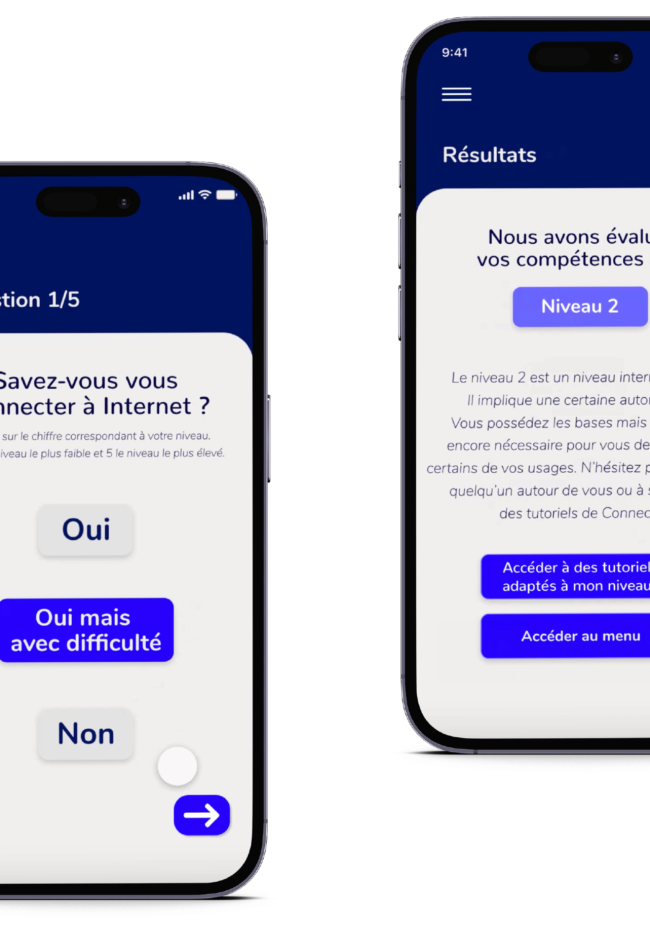 tion 1/5
Savez-vous vous
nnecter à Internet ?
sur le chiffre correspondant à votre niveau.
iveau le plus faible et 5 le niveau le plus élevé.
Oui
Oui mais
avec difficulté
Non
9:41
Résultats
Nous avons éval
vos compétences
Niveau 2
Le niveau 2 est un niveau inter
Il implique une certaine auto
Vous possédez les bases mais
encore nécessaire pour vous de
certains de vos usages. N'hésitez p
quelqu'un autour de vous ou à s
des tutoriels de Connec
Accéder à des tutoriel
adaptés à mon niveau
Accéder au menu